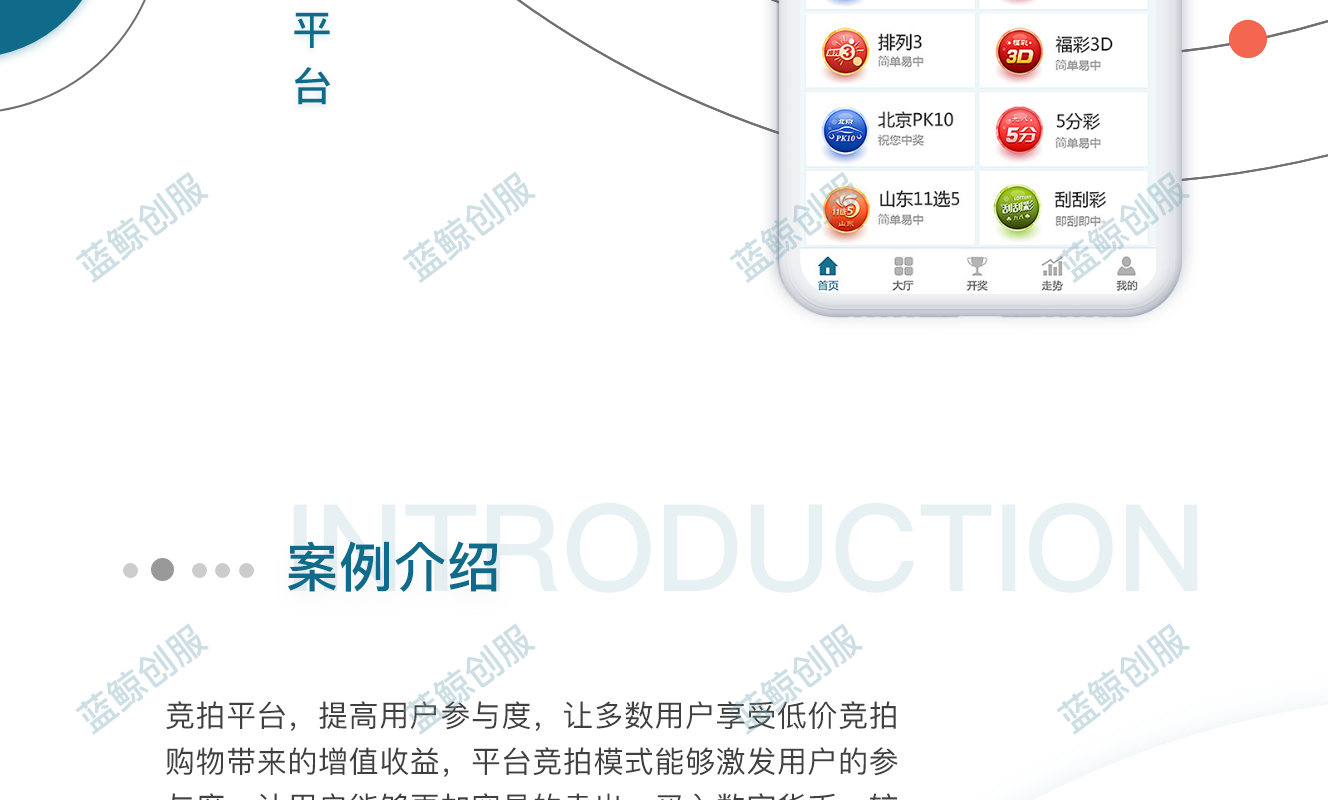 平
台
排列3
简单易中
福彩3D
简单易中
北京PK10
祝您中奖
5分彩
简单易中
山东11选5
简单易中
刮刮彩
即刮即中
首页
大厅
开奖
走势
我的
蓝鲸创服
蓝鲸创服
蓝鲸创服
蓝鲸创服
INTRODUCTION
案例介绍
蓝鲸创服
蓝鲸创服
蓝鲸创服
蓝鲸创服
竞拍平台，提高用户参与度，让多数用户享受低价竞拍
购物带来的增值收益，平台竞拍模式能够激发用户的参